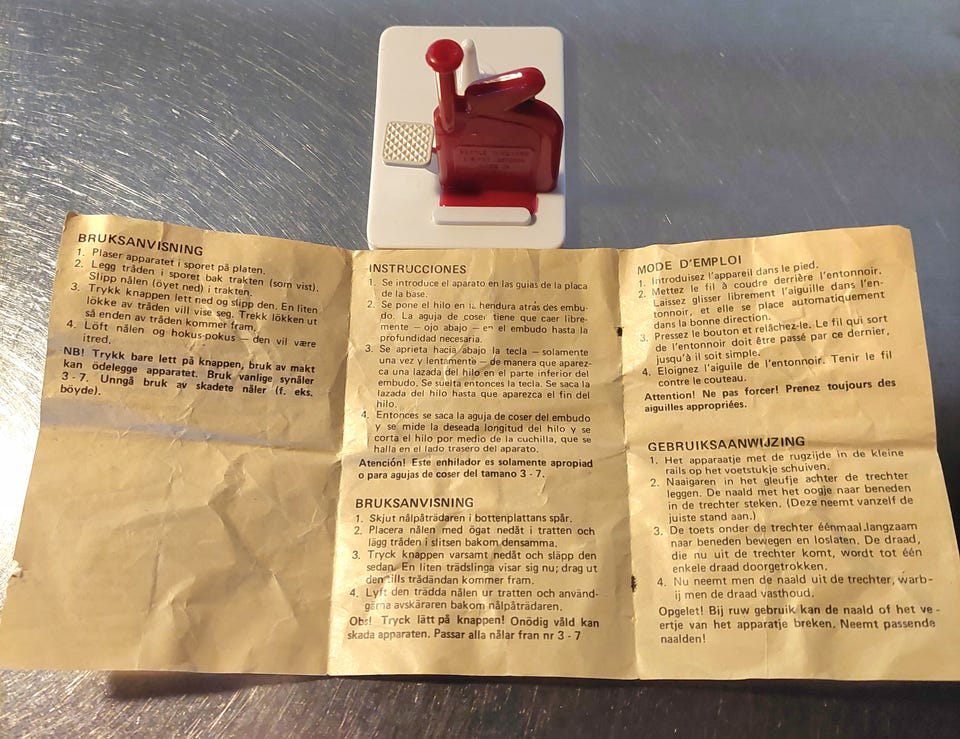 BRUKSANVISNING
1. Plaser apparatet i sporet på platen.
2. Legg tråden i sporet bak trakten (som vist).
Slipp nålen (øyet ned) i trakten.
3. Trykk knappen lett ned og slipp den. En liten
løkke av tråden vill vise seg. Trekk løkken ut
så enden av tråden kommer fram.
4. Løft nålen og hokus-pokus — den vil være
itred.
NB! Trykk bare lett på knappen, bruk av makt
kan ödelegge apparatet. Bruk vanlige synåler
3 - 7. Unngå bruk av skadete nåler (f. eks.
böyde).
INSTRUCCIONES
1. Se introduce el aparato en las guias de la placa
de la base.
2. Se pone el hilo en la hendura atrás des embu-
do. La aguja de coser tiene que caer libre-
mente — ojo abajo — en el embudo hasta la
profundidad necesaria.
3. Se aprieta hacia abajo la tecla — solamente
una vez y lentamente — de manera que aparez-
ca una lazada del hilo en la parte inferior del
embudo. Se suelta entonces la tecla. Se saca la
lazada del hilo hasta que aparezca el fin del
hilo.
4. Entonces se saca la aguja de coser del embudo
y se mide la deseada longitud del hilo y se
corta el hilo por medio de la cuchilla, que se
halla en el lado trasero del aparato.
Atención! Este enhilador es solamente apropiad
o para agujas de coser del tamano 3 - 7.
BRUKSANVISNING
1. Skjut nålpåträdaren i bottenplattans spår.
2. Placera nålen med ögat nedåt i tratten och
lägg tråden i slitsen bakom densamma.
3. Tryck knappen varsamt nedåt och släpp den
sedan. En liten trädslinga visar sig nu; drag ut
den tills trådändan kommer fram.
4. Lyft den trädda nålen ur tratten och använd-
gärna avskäraren bakom nålpåträdaren.
Obs! Tryck lätt på knappen! Onödig våld kan
skada apparaten. Passar alla nålar fran nr 3 - 7
MODE D'EMPLOI
1. Introduisez l'appareil dans le pied.
2. Mettez le fil à coudre derrière l'entonnoir.
Laissez glisser librement l'aiguille dans l'en-
tonnoir, et elle se place automatiquement
dans la bonne direction.
3. Pressez le bouton et relâchez-le. Le fil qui sort
de l'entonnoir doit être passé par ce dernier,
jusqu'à il soit simple.
4. Eloignez l'aiguile de l'entonnoir. Tenir le fil
contre le couteau.
Attention! Ne pas forcer! Prenez toujours des
aiguilles appropriées.
GEBRUIKSAANWIJZING
1. Het apparaatje met de rugzijde in de kleine
rails op het voetstukje schuiven.
2. Naaigaren in het gleufje achter de trechter
leggen. De naald met het oogje naar beneden
in de trechter steken. (Deze neemt vanzelf de
juiste stand aan.)
3. De toets onder de trechter éénmaal langzaam
naar beneden bewegen en loslaten. De draad,
die nu uit de trechter komt, wordt tot één
enkele draad doorgetrokken.
4. Nu neemt men de naald uit de trechter, warb-
ij men de draad vasthoud.
Opgelet! Bij ruw gebruik kan de naald of het ve-
ertje van het apparatje breken. Neemt passende
naalden!